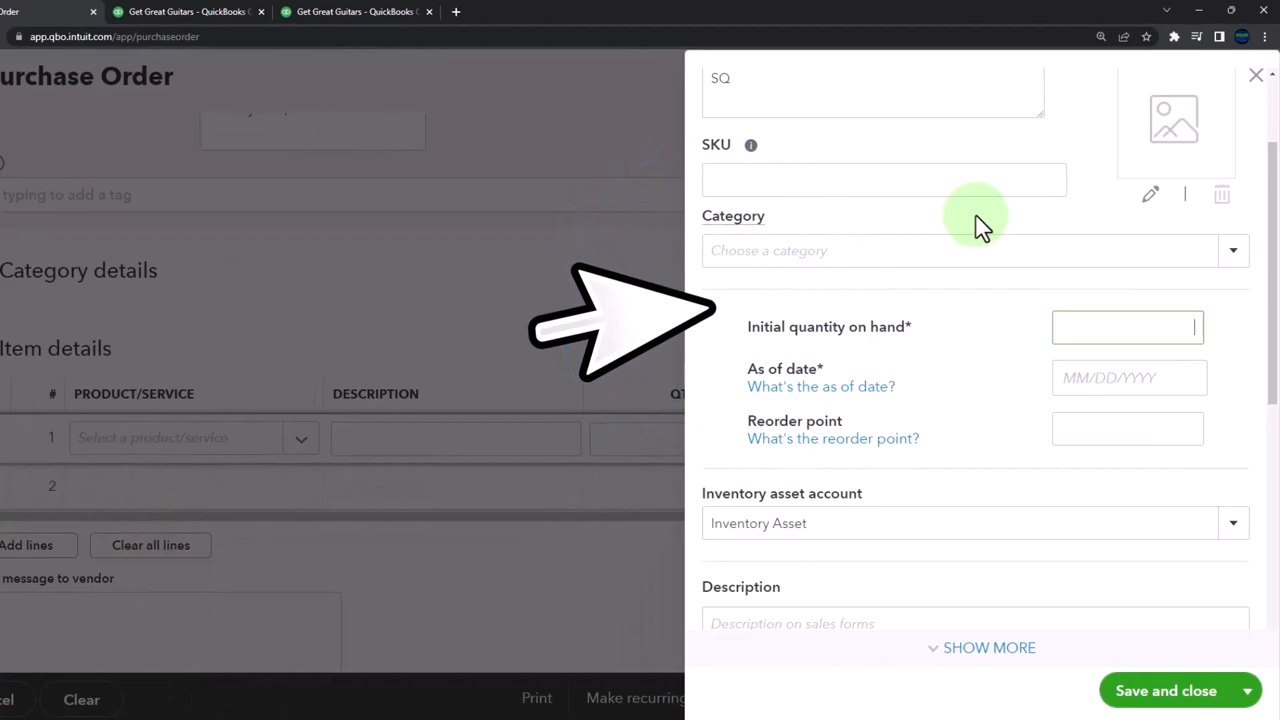 Order
Get Great Guitars - QuickBooks
Get Great Guitars - QuickBooks
app.qbo.intuit.com/app/purchaseorder
urchase Order
typing to add a tag
Category details
Item details
# PRODUCT/SERVICE DESCRIPTION QT
1 Select a product/service
2
Add lines Clear all lines
message to vendor
cel Clear Print Make recurring
SQ
SKU
Category
Choose a category
Initial quantity on hand*
As of date* MM/DD/YYYY
What's the as of date?
Reorder point
What's the reorder point?
Inventory asset account
Inventory Asset
Description
Description on sales forms
SHOW MORE
Save and close